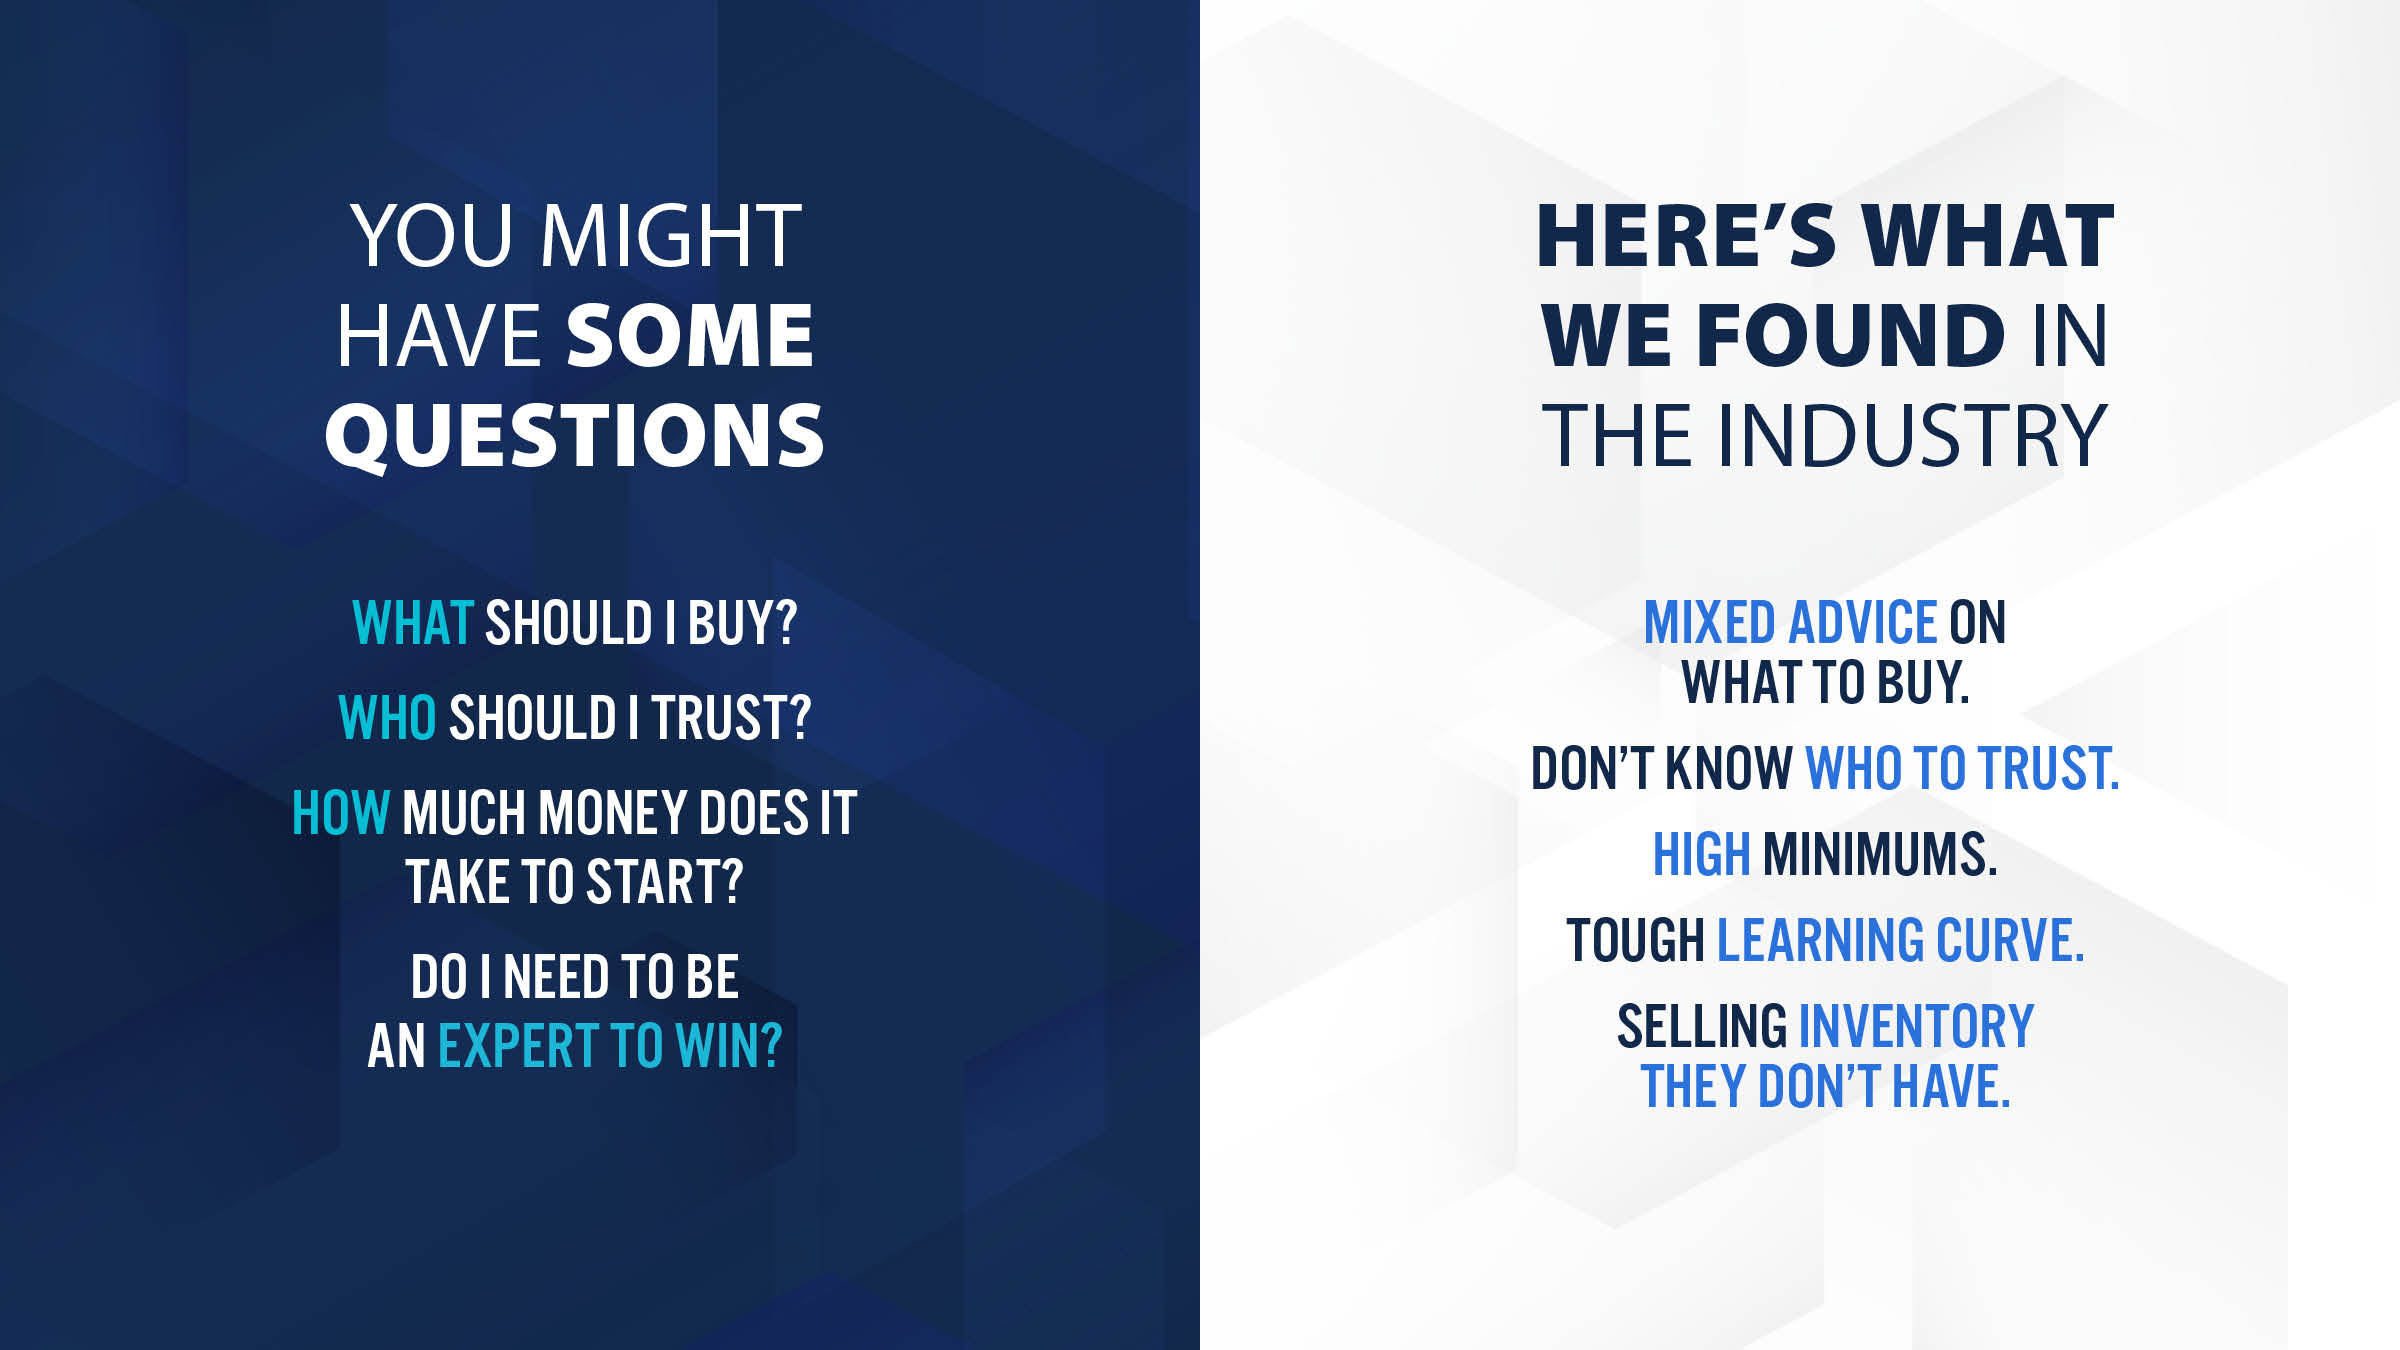 YOU MIGHT
HAVE SOME
QUESTIONS
WHAT SHOULD I BUY?
WHO SHOULD I TRUST?
HOW MUCH MONEY DOES IT
TAKE TO START?
DO I NEED TO BE
AN EXPERT TO WIN?
HERE’S WHAT
WE FOUND IN
THE INDUSTRY
MIXED ADVICE ON
WHAT TO BUY.
DON’T KNOW WHO TO TRUST.
HIGH MINIMUMS.
TOUGH LEARNING CURVE.
SELLING INVENTORY
THEY DON’T HAVE.